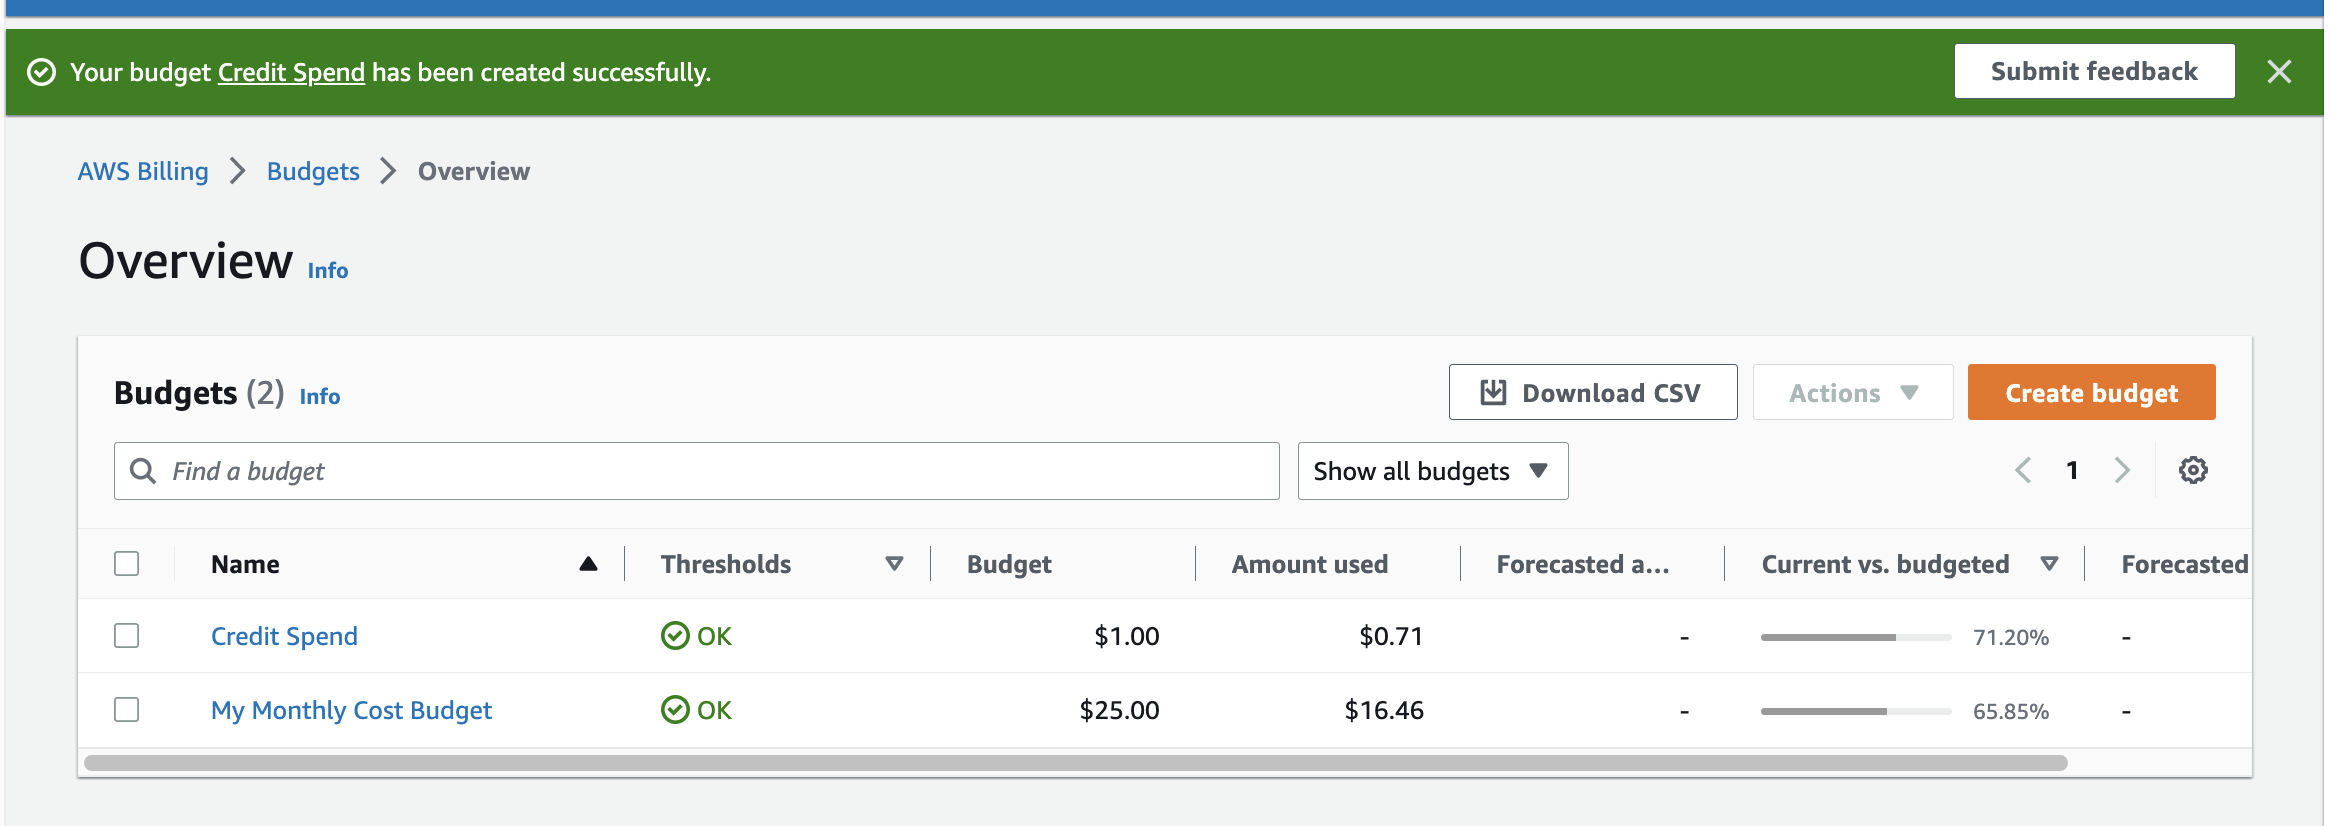 Your budget Credit Spend has been created successfully.
Submit feedback
AWS Billing > Budgets > Overview
Overview Info
Budgets (2) Info
Download CSV
Actions
Create budget
Find a budget
Show all budgets
1
Name Thresholds Budget Amount used Forecasted a... Current vs. budgeted Forecasted
Credit Spend OK $1.00 $0.71 - 71.20% -
My Monthly Cost Budget OK $25.00 $16.46 - 65.85% -